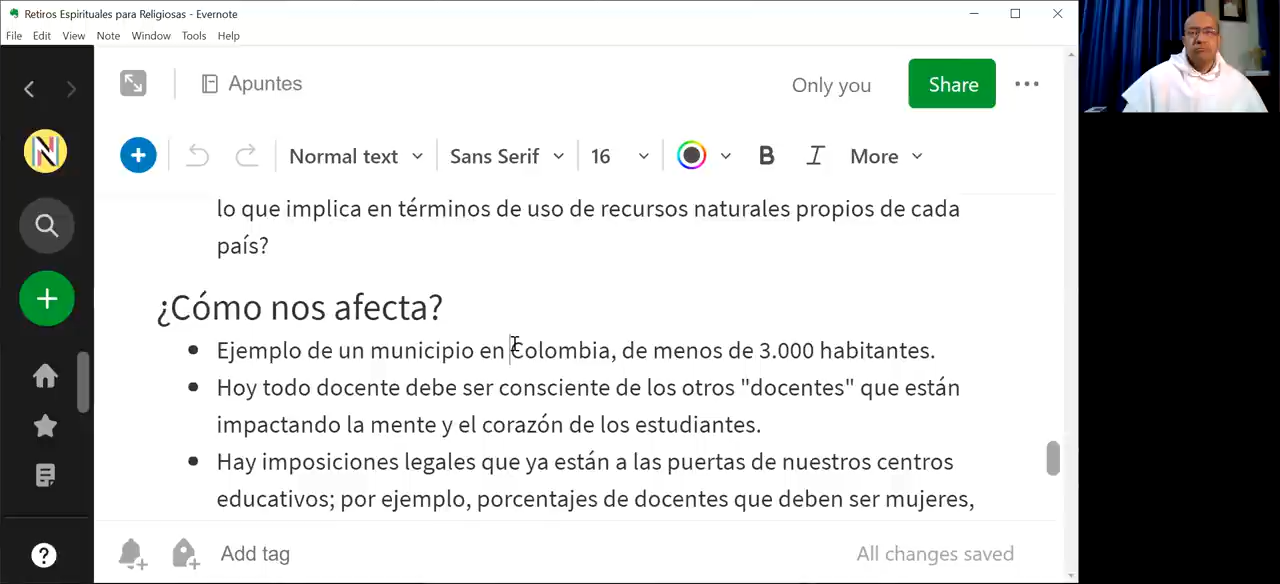 Retiros Espirituales para Religiosas - Evernote
File Edit View Note Window Tools Help
Apuntes
Only you
Share
Normal text
Sans Serif
16
B
I
More
lo que implica en términos de uso de recursos naturales propios de cada
país?
¿Cómo nos afecta?
• Ejemplo de un municipio en Colombia, de menos de 3.000 habitantes.
• Hoy todo docente debe ser consciente de los otros "docentes" que están
impactando la mente y el corazón de los estudiantes.
• Hay imposiciones legales que ya están a las puertas de nuestros centros
educativos; por ejemplo, porcentajes de docentes que deben ser mujeres,
Add tag
All changes saved